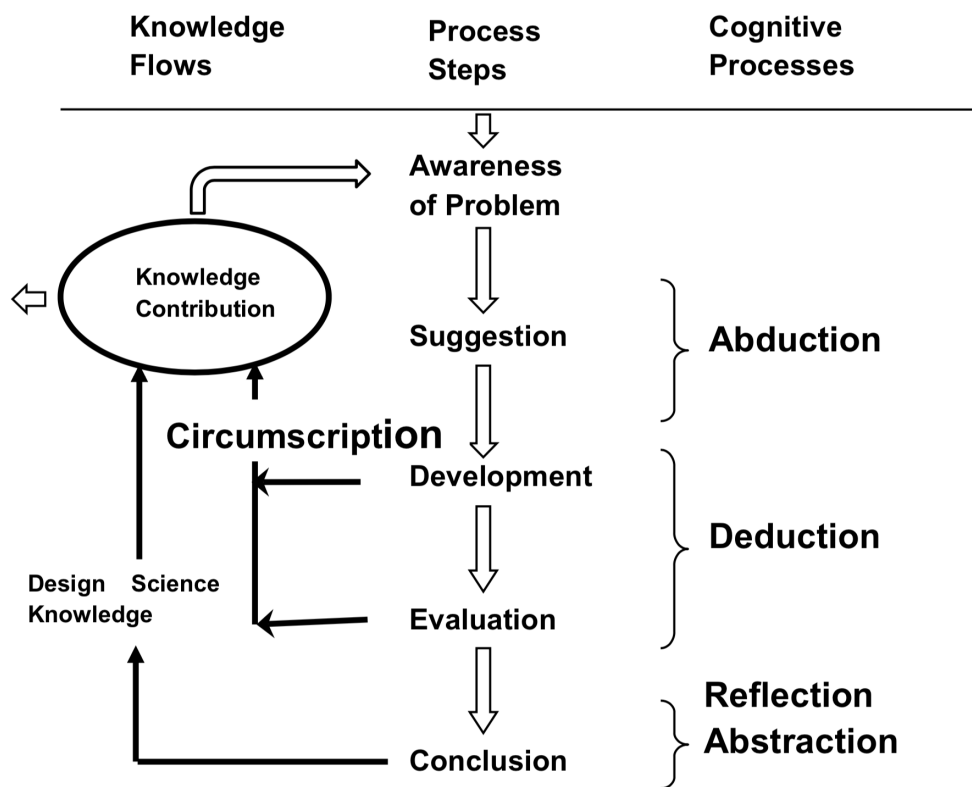 Knowledge
Flows
Process
Steps
Cognitive
Processes
Awareness
of Problem
Knowledge
Contribution
Suggestion
Abduction
Circumscription
Development
Deduction
Design Science
Knowledge
Evaluation
Reflection
Abstraction
Conclusion